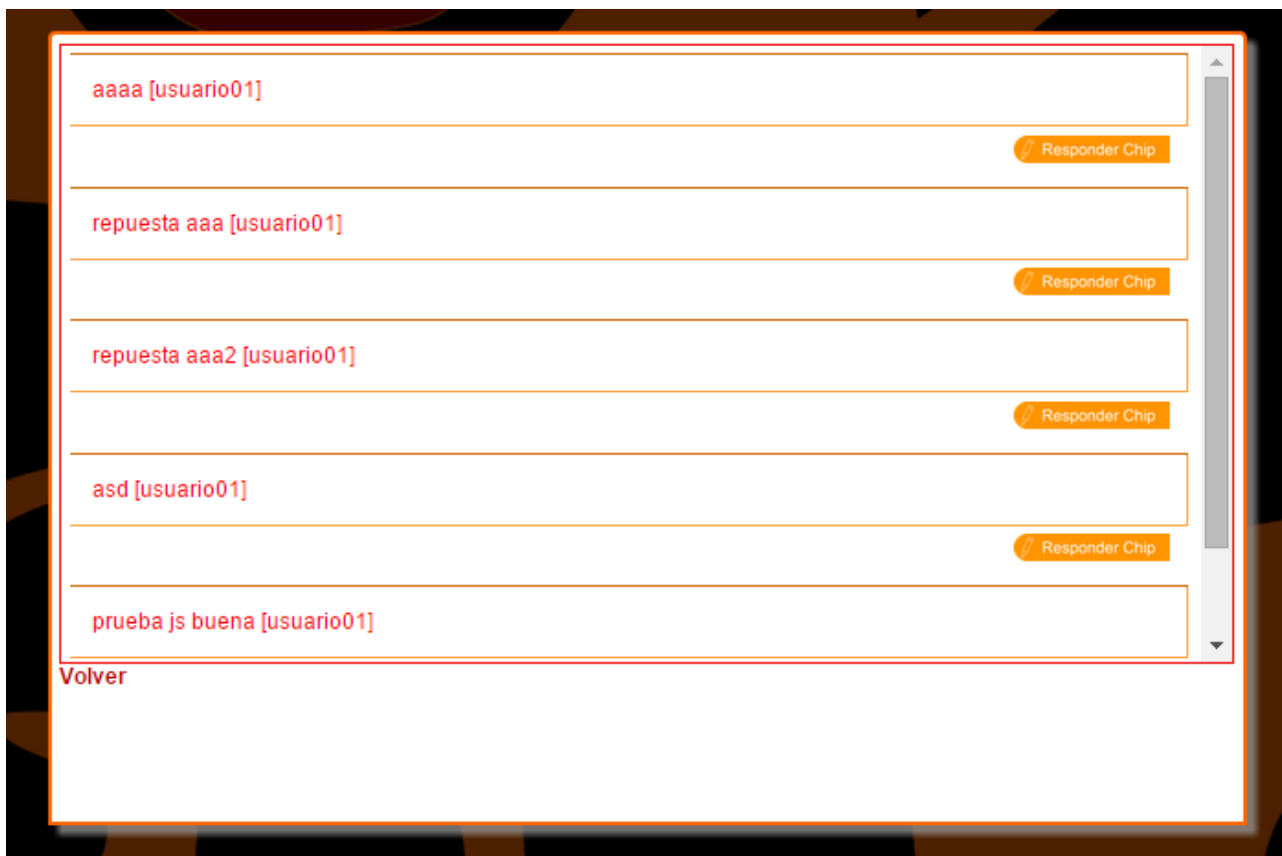 aaaa [usuario01]
Responder Chip
repuesta aaa [usuario01]
Responder Chip
repuesta aaa2 [usuario01]
Responder Chip
asd [usuario01]
Responder Chip
prueba js buena [usuario01]
Volver